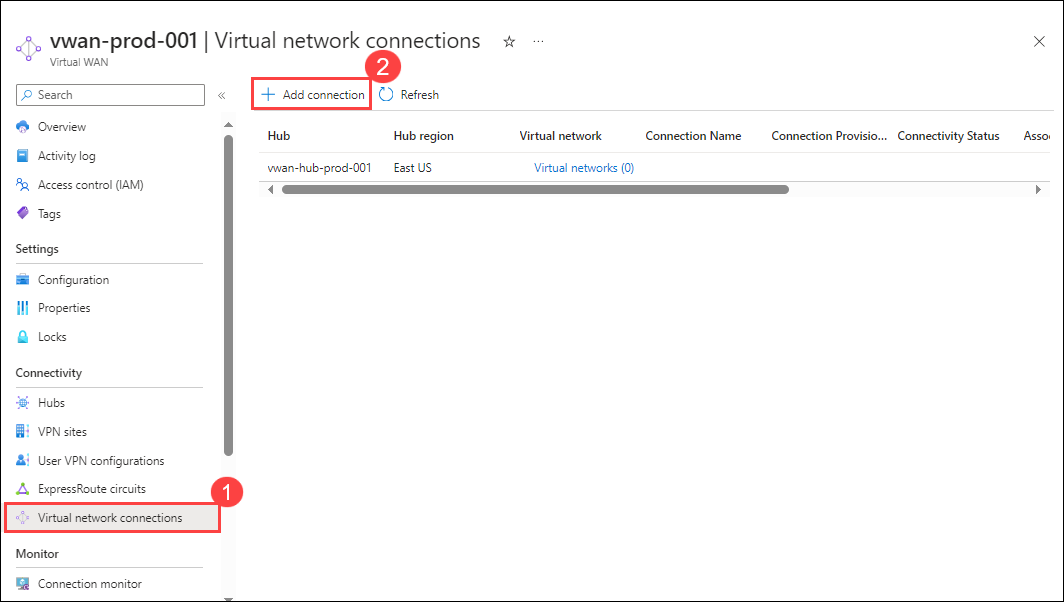 vwan-prod-001 | Virtual network connections
Virtual WAN
2
Search
Add connection
Refresh
Overview
Activity log
Access control (IAM)
Tags
Settings
Configuration
Properties
Locks
Connectivity
Hubs
VPN sites
User VPN configurations
ExpressRoute circuits
1
Virtual network connections
Monitor
Connection monitor
Hub Hub region Virtual network Connection Name Connection Provisio... Connectivity Status Assoc
vwan-hub-prod-001 East US Virtual networks (0)